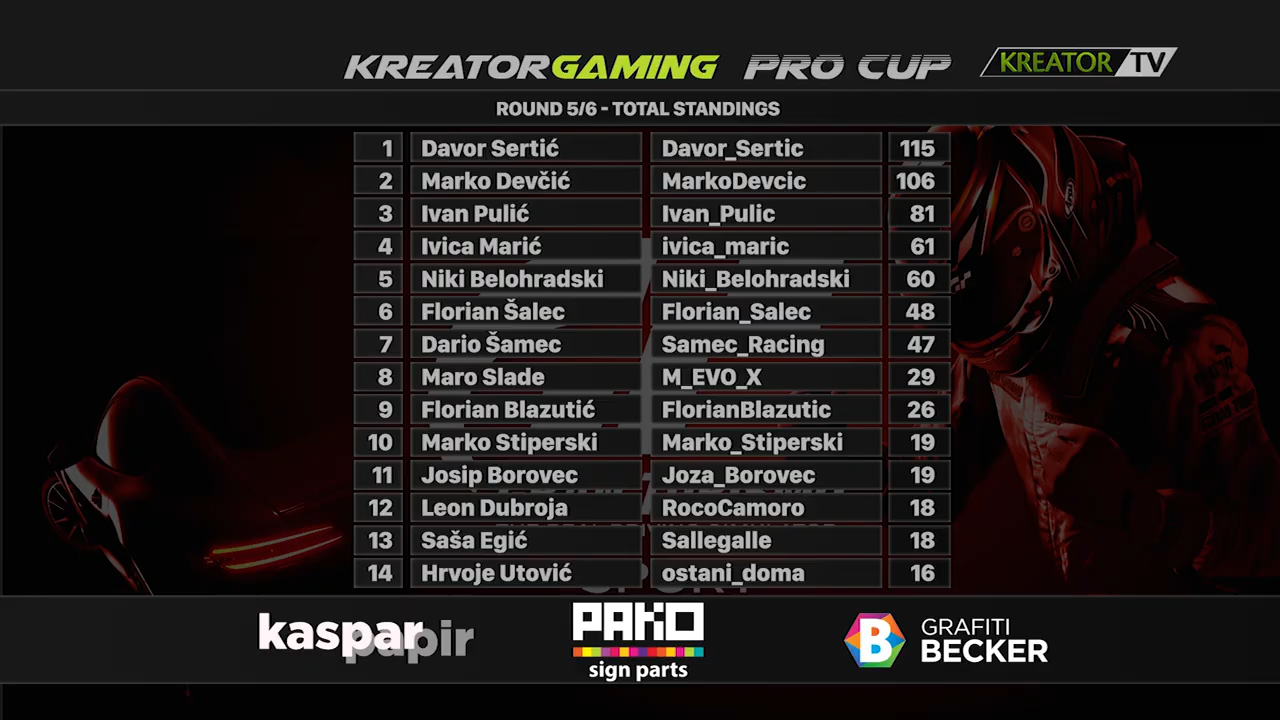 KREATORGAMING PRO CUP KREATOR TV
ROUND 5/6 - TOTAL STANDINGS
1 Davor Sertić Davor_Sertic 115
2 Marko Devčić MarkoDevcic 106
3 Ivan Pulić Ivan_Pulic 81
4 Ivica Marić ivica_maric 61
5 Niki Belohradski Niki_Belohradski 60
6 Florian Šalec Florian_Salec 48
7 Dario Šamec Samec_Racing 47
8 Maro Slade M_EVO_X 29
9 Florian Blazutić FlorianBlazutic 26
10 Marko Stiperski Marko_Stiperski 19
11 Josip Borovec Joza_Borovec 19
12 Leon Dubroja RocoCamoro 18
13 Saša Egić Sallegalle 18
14 Hrvoje Utović ostani_doma 16
SPORT
kaspar papir PAKO sign parts B GRAFITI BECKER